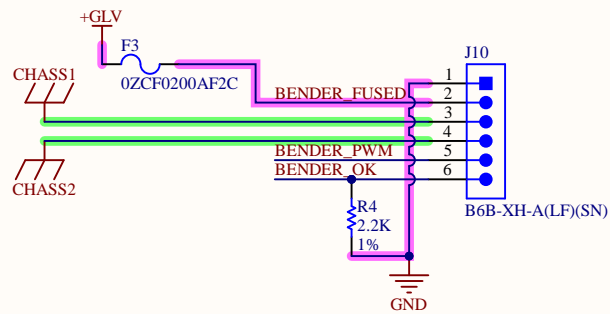 +GLV
F3
0ZCF0200AF2C
CHASS1
CHASS2
BENDER_FUSED
BENDER_PWM
BENDER_OK
R4
2.2K
1%
GND
J10
1
2
3
4
5
6
B6B-XH-A(LF)(SN)